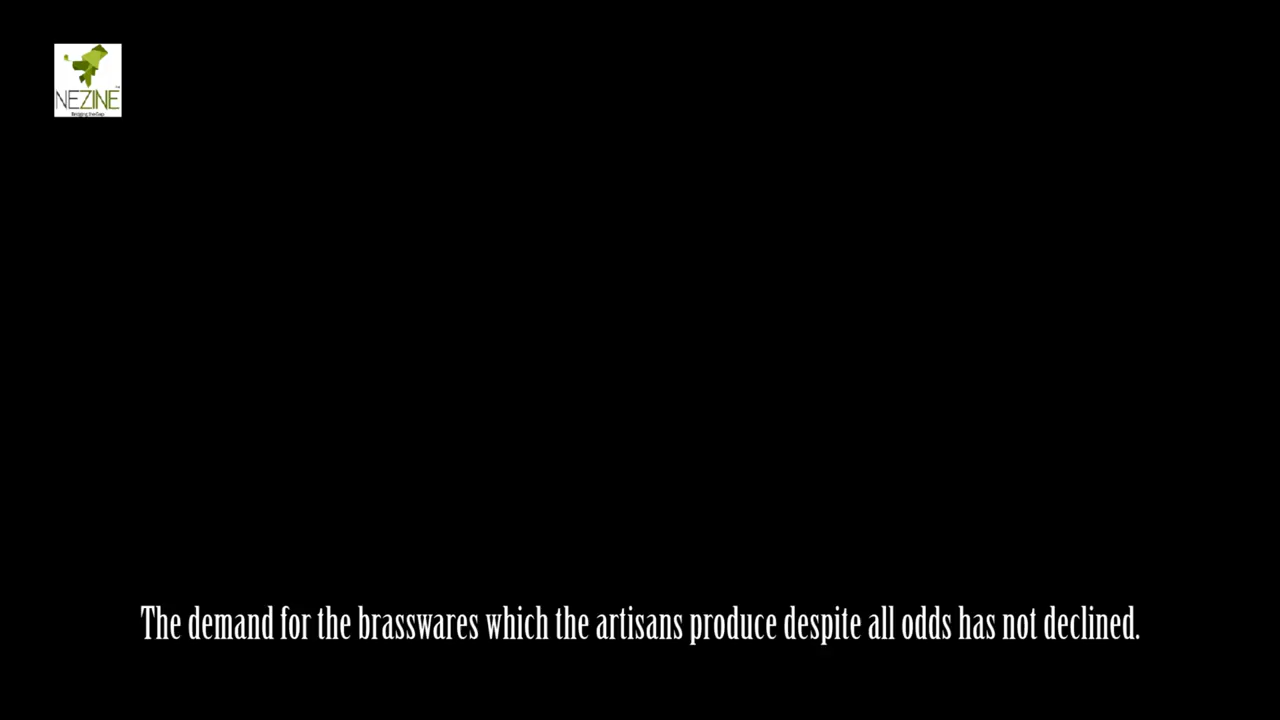 NEZINE
The demand for the brasswares which the artisans produce despite all odds has not declined.